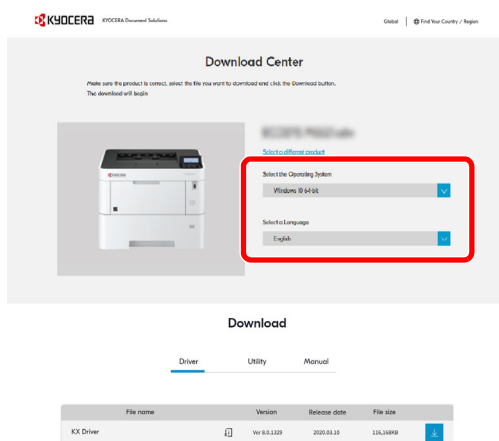 KYOCERA KYOCERA Document Solutions Global Find Your Country / Region
Download Center
Make sure the product is correct, select the file you want to download and click the Download button.
The download will begin
Select a different product
Select the Operating System
Windows 10 64-bit
Select a Language
English
KYOCERA
Download
Driver Utility Manual
File name Version Release date File size
KX Driver Ver 8.0.1329 2020.03.10 116,168KB